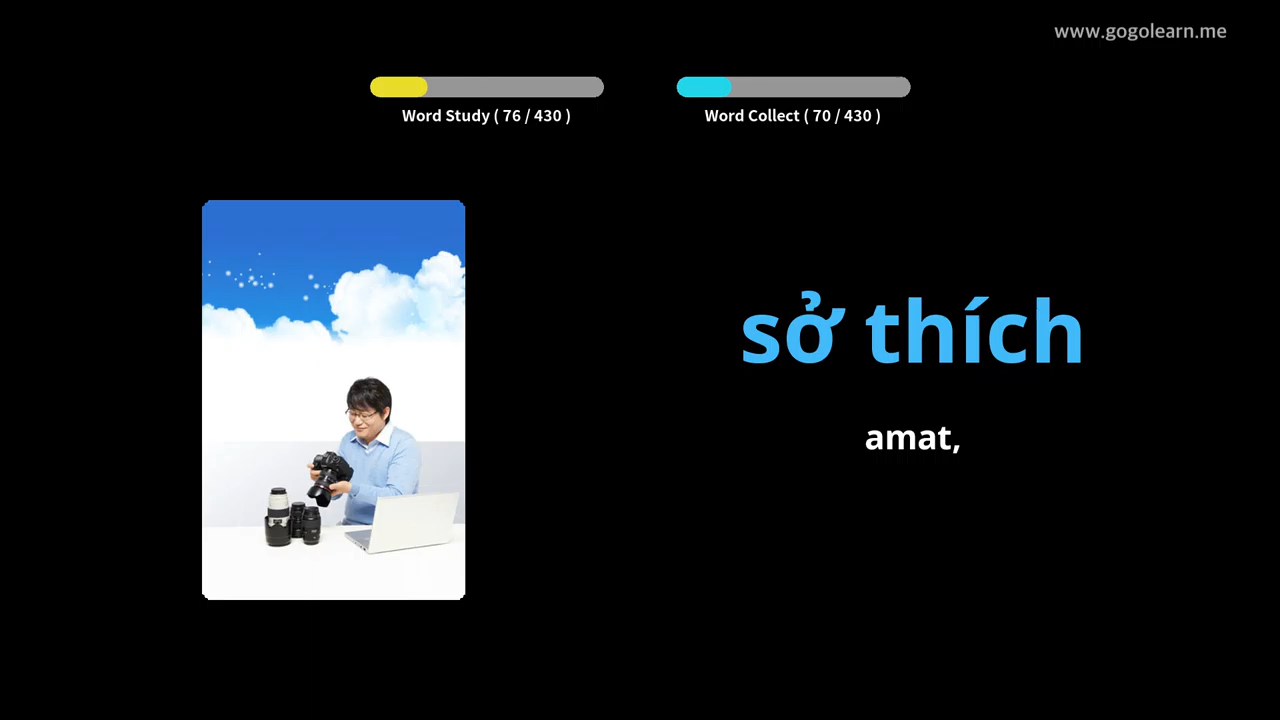 www.gogolearn.me
Word Study ( 76 / 430 )
Word Collect ( 70 / 430 )
sở thích
amat,